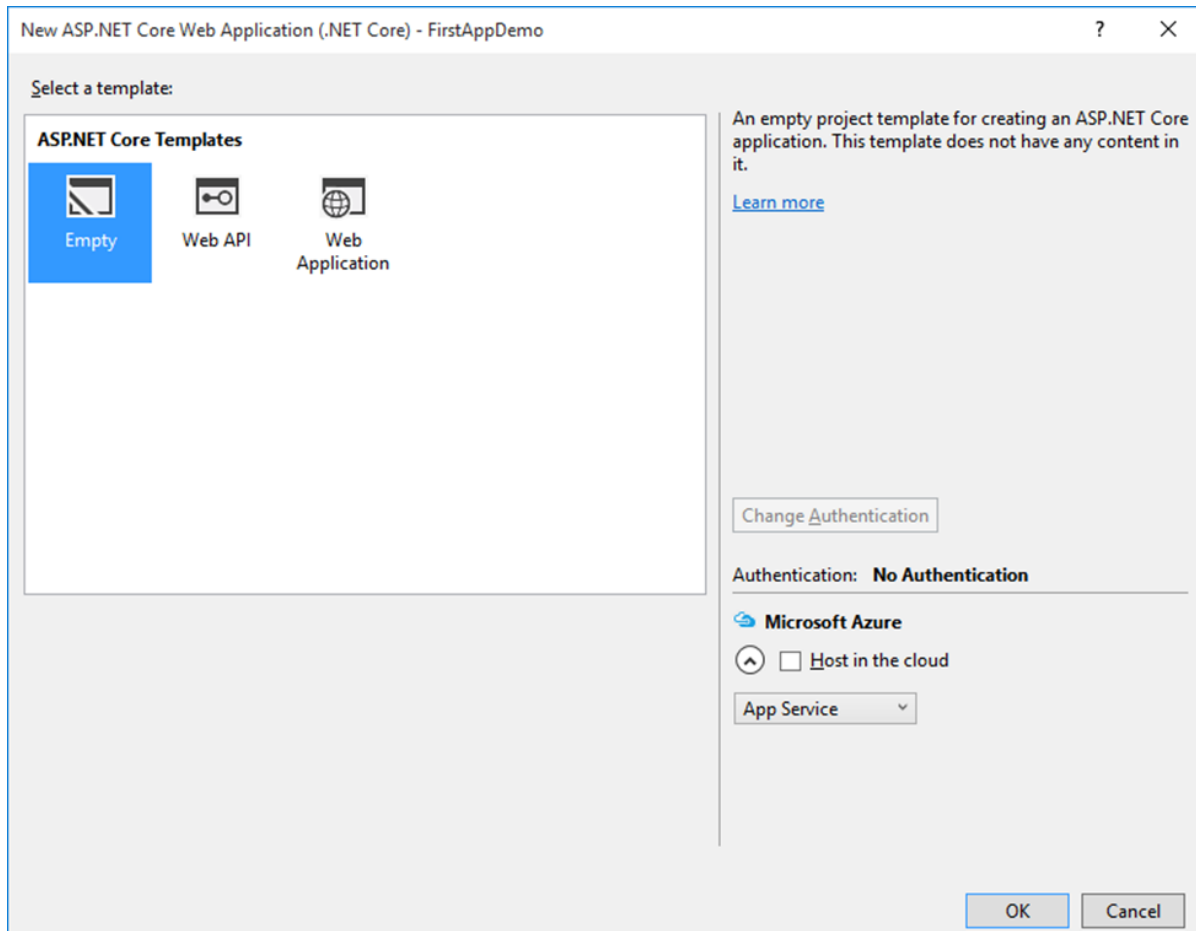 New ASP.NET Core Web Application (.NET Core) - FirstAppDemo
?
Select a template:
ASP.NET Core Templates
Empty
Web API
Web
Application
An empty project template for creating an ASP.NET Core
application. This template does not have any content in
it.
Learn more
Change Authentication
Authentication: No Authentication
Microsoft Azure
Host in the cloud
App Service
OK
Cancel